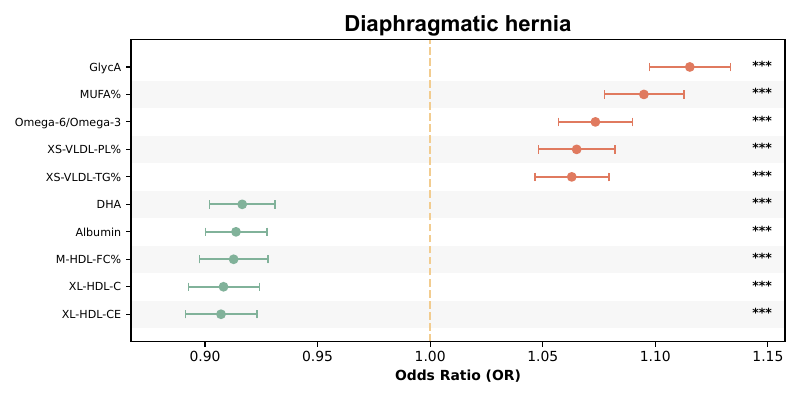 Diaphragmatic hernia
GlycA ***
MUFA% ***
Omega-6/Omega-3 ***
XS-VLDL-PL% ***
XS-VLDL-TG% ***
DHA ***
Albumin ***
M-HDL-FC% ***
XL-HDL-C ***
XL-HDL-CE ***
0.90 0.95 1.00 1.05 1.10 1.15
Odds Ratio (OR)